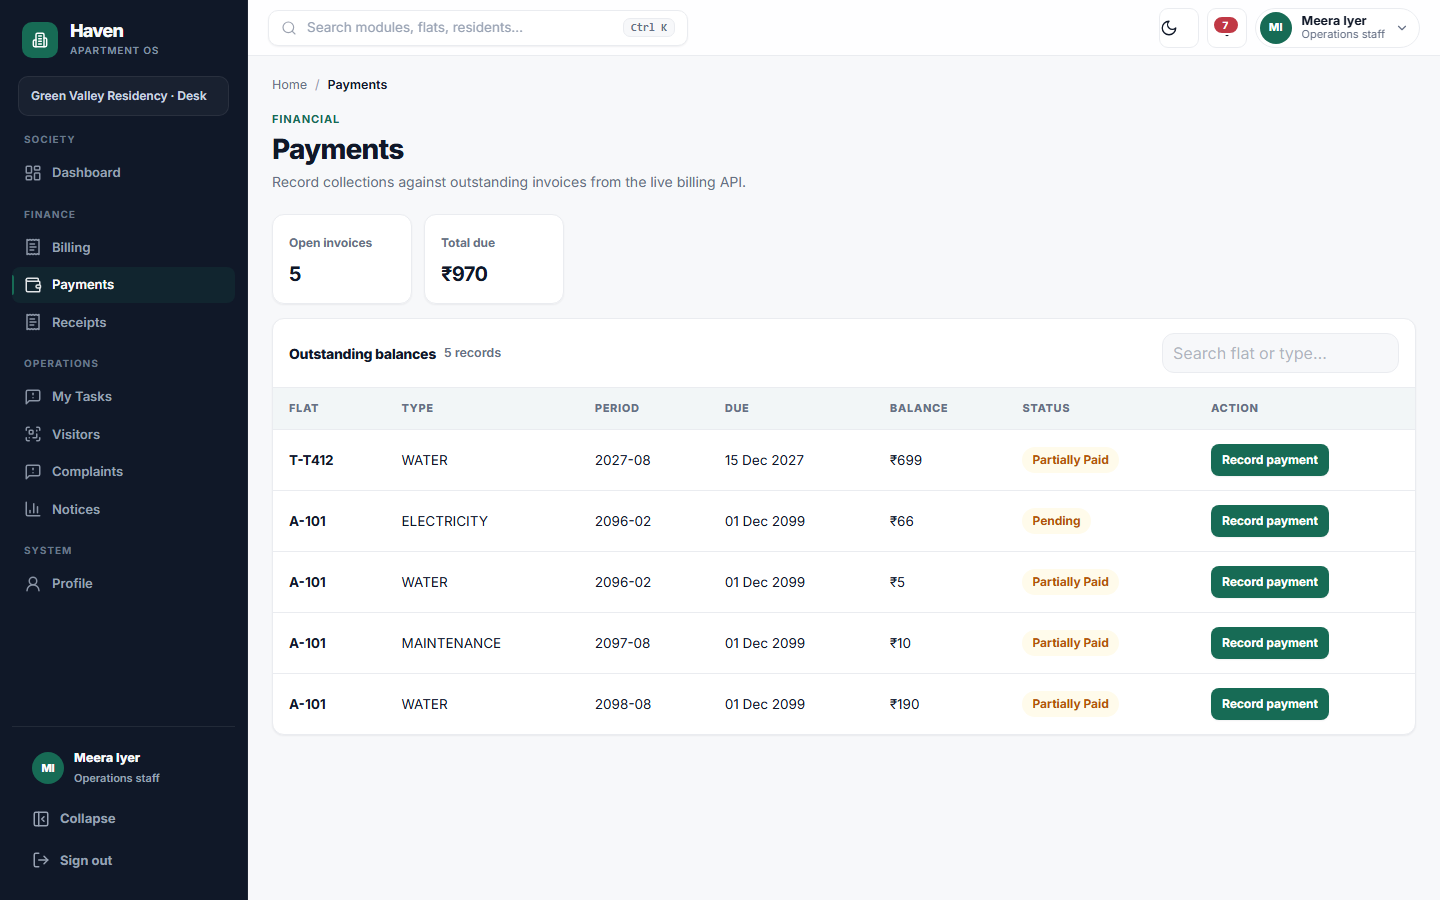 Haven
APARTMENT OS
Green Valley Residency · Desk
SOCIETY
Dashboard
FINANCE
Billing
Payments
Receipts
OPERATIONS
My Tasks
Visitors
Complaints
Notices
SYSTEM
Profile
MI Meera Iyer
Operations staff
Collapse
Sign out
Search modules, flats, residents... Ctrl K
7
MI Meera Iyer
Operations staff
Home / Payments
FINANCIAL
Payments
Record collections against outstanding invoices from the live billing API.
Open invoices
5
Total due
₹970
Outstanding balances 5 records
Search flat or type...
FLAT TYPE PERIOD DUE BALANCE STATUS ACTION
T-T412 WATER 2027-08 15 Dec 2027 ₹699 Partially Paid Record payment
A-101 ELECTRICITY 2096-02 01 Dec 2099 ₹66 Pending Record payment
A-101 WATER 2096-02 01 Dec 2099 ₹5 Partially Paid Record payment
A-101 MAINTENANCE 2097-08 01 Dec 2099 ₹10 Partially Paid Record payment
A-101 WATER 2098-08 01 Dec 2099 ₹190 Partially Paid Record payment